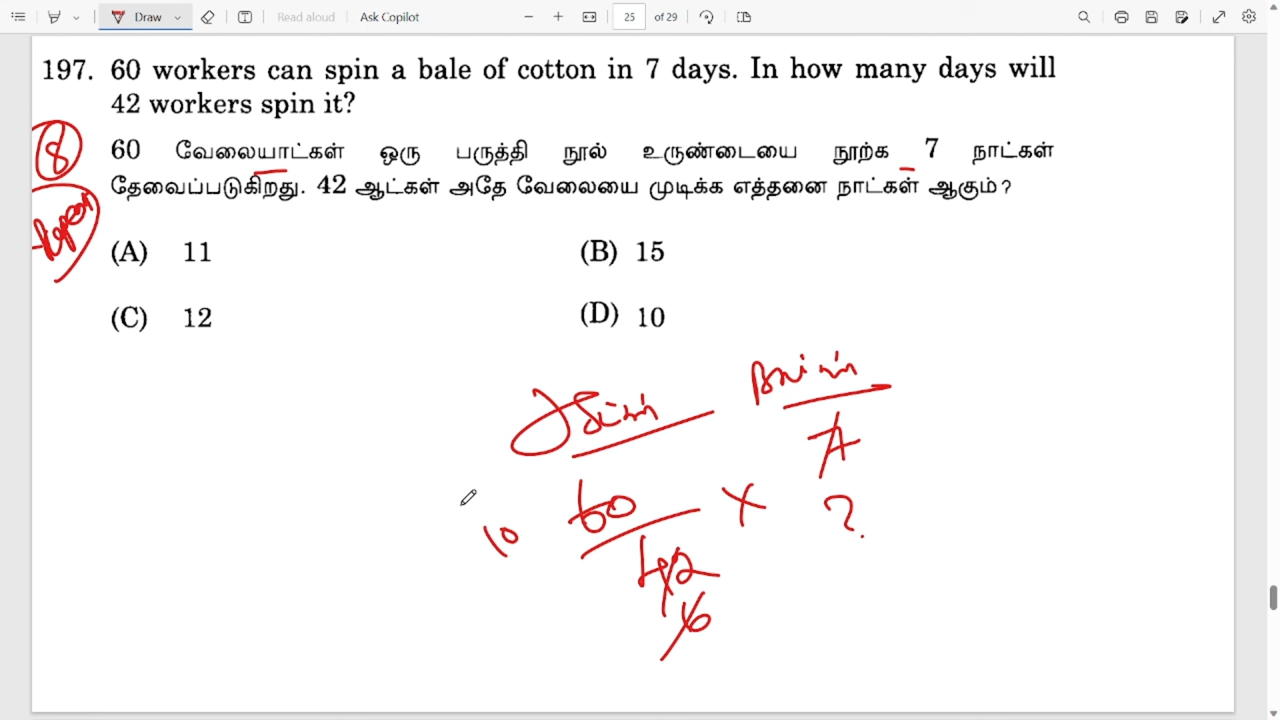 Draw
Read aloud
Ask Copilot
25 of 29
197. 60 workers can spin a bale of cotton in 7 days. In how many days will
42 workers spin it?
60 வேலையாட்கள் ஒரு பருத்தி நூல் உருண்டையை நூற்க 7 நாட்கள்
தேவைப்படுகிறது. 42 ஆட்கள் அதே வேலையை முடிக்க எத்தனை நாட்கள் ஆகும்?
8
(A) 11
(B) 15
(C) 12
(D) 10
7
60 × ?
10
42
6